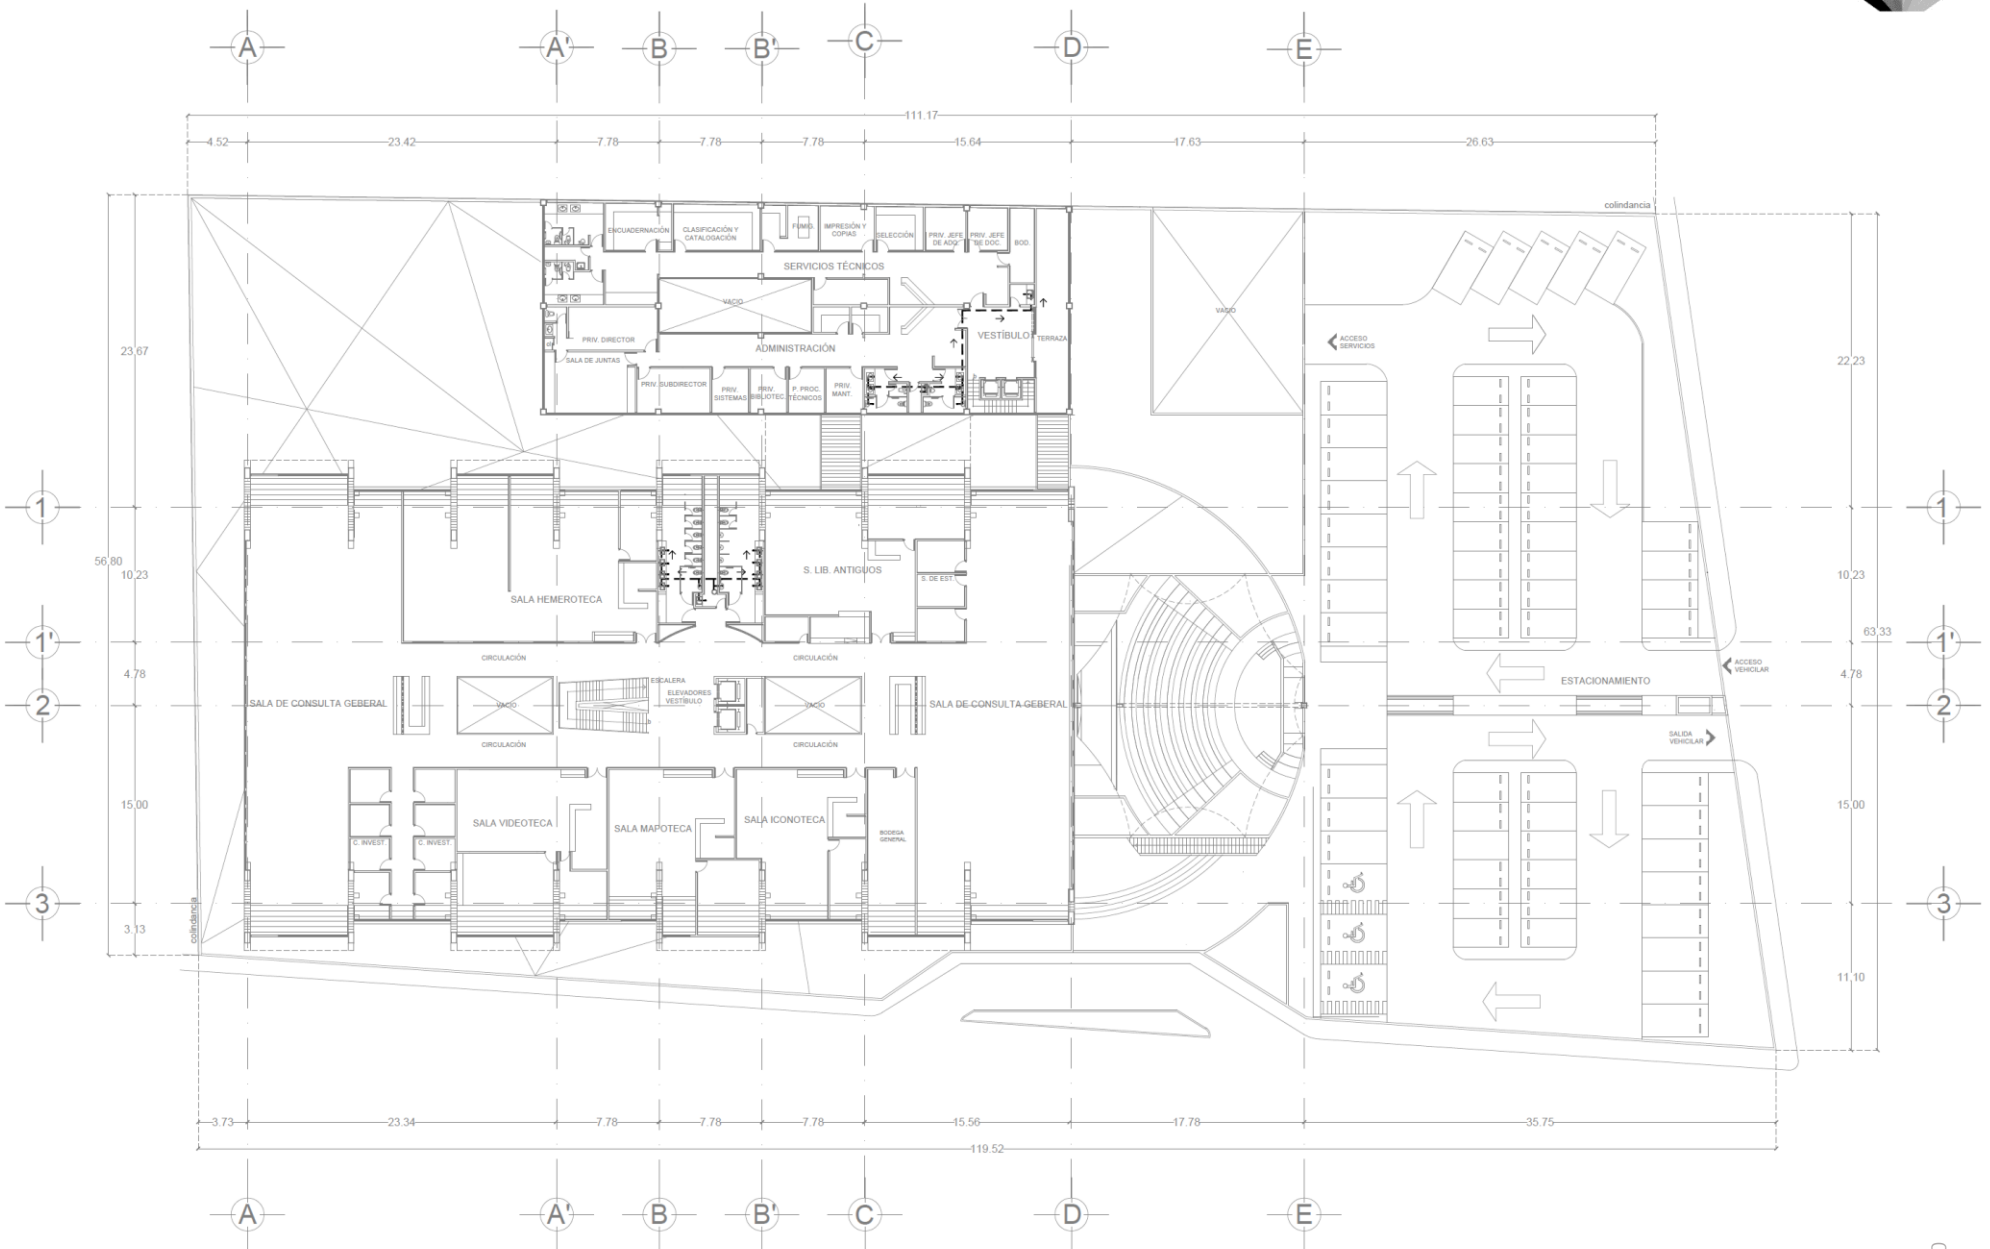 A A' B B' C D E
111.17
4.52 23.42 7.78 7.78 7.78 15.64 17.63 26.63
colindancia
ENCUADERNACIÓN
CLASIFICACIÓN Y
CATALOGACIÓN
FUMIG.
IMPRESIÓN Y
COPIAS
SELECCIÓN
PRIV. JEFE
DE ADQ.
PRIV. JEFE
DE DOC.
BOD.
SERVICIOS TÉCNICOS
VACIO
VACIO
VESTÍBULO
TERRAZA
PRIV. DIRECTOR
ADMINISTRACIÓN
SALA DE JUNTAS
PRIV. SUBDIRECTOR
PRIV.
SISTEMAS
PRIV.
BIBLIOTEC.
P. PROC.
TÉCNICOS
PRIV.
MANT.
ACCESO
SERVICIOS
23.67
22.23
1 1
56.80
10.23
10.23
S. LIB. ANTIGUOS
S. DE EST.
SALA HEMEROTECA
1' 1'
63.33
CIRCULACIÓN
CIRCULACIÓN
ACCESO
VEHICILAR
4.78
4.78
ESCALERA
ESTACIONAMIENTO
ELEVADORES
VESTÍBULO
SALA DE CONSULTA GEBERAL
VACIO
VACIO
SALA DE CONSULTA GEBERAL
2 2
SALIDA
VEHICILAR
CIRCULACIÓN
CIRCULACIÓN
15.00
15.00
SALA VIDEOTECA
SALA MAPOTECA
SALA ICONOTECA
BODEGA
GENERAL
C. INVEST.
C. INVEST.
3 3
colindancia
3.13
11.10
3.73 23.34 7.78 7.78 7.78 15.56 17.78 35.75
119.52
A A' B B' C D E